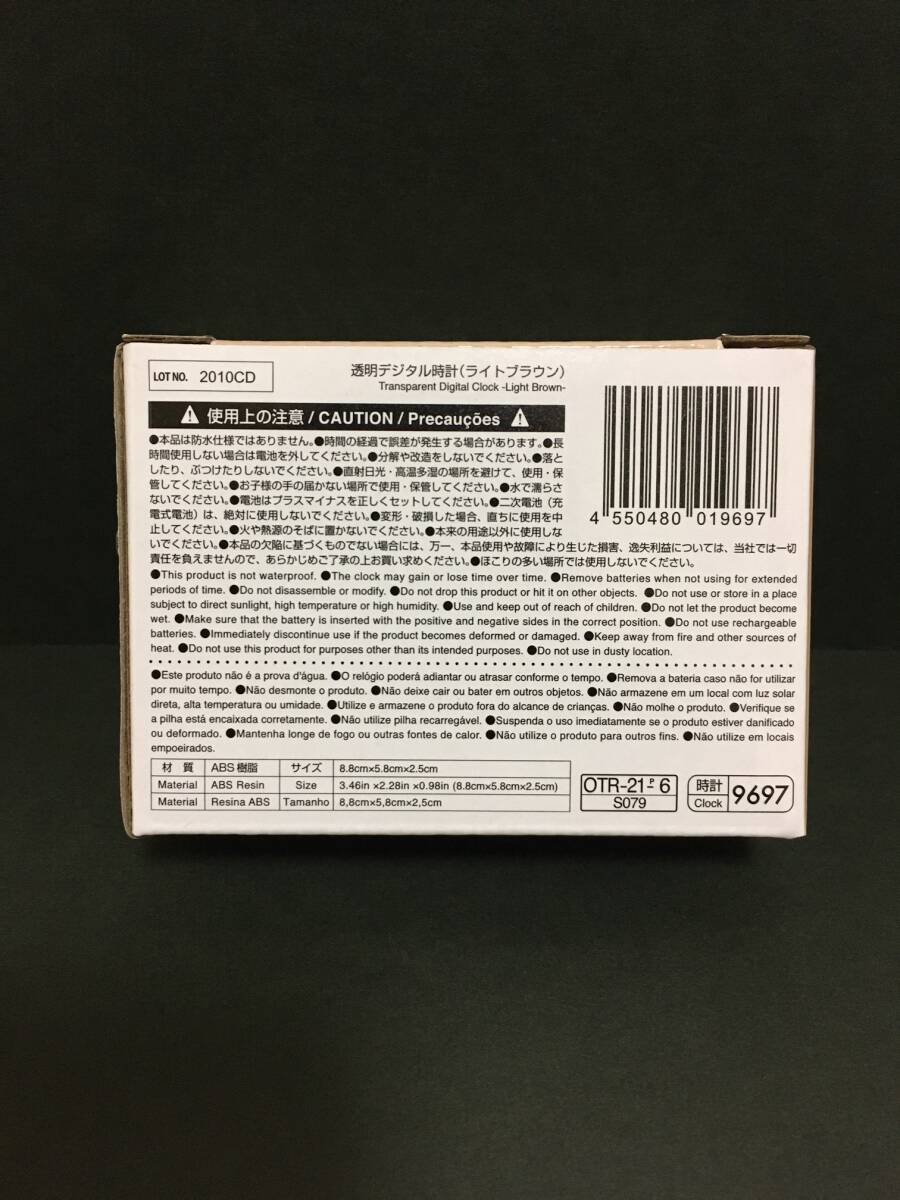 LOT NO. 2010CD
透明デジタル時計(ライトブラウン)
Transparent Digital Clock -Light Brown-
使用上の注意 / CAUTION / Precauções
●本品は防水仕様ではありません。●時間の経過で誤差が発生する場合があります。●長
時間使用しない場合は電池を外してください。●分解や改造をしないでください。●落と
したり、ぶつけたりしないでください。●直射日光・高温多湿の場所を避けて、使用・保
管してください。●お子様の手の届かない場所で使用・保管してください。●水で濡らさ
ないでください。●電池はプラスマイナスを正しくセットしてください。●二次電池(充
電式電池)は、絶対に使用しないでください。●変形・破損した場合、直ちに使用を中
止してください。●火や熱源のそばに置かないでください。●本来の用途以外に使用しな
いでください。●本品の欠陥に基づくものでない場合には、万一、本品使用や故障により生じた損害、逸失利益については、当社では一切
責任を負えませんので、あらかじめご了承の上お買い求めください。●ほこりの多い場所では使用しないでください。
4 550480 019697
●This product is not waterproof. ●The clock may gain or lose time over time. ●Remove batteries when not using for extended
periods of time. ●Do not disassemble or modify. ●Do not drop this product or hit it on other objects. ●Do not use or store in a place
subject to direct sunlight, high temperature or high humidity. ●Use and keep out of reach of children. ●Do not let the product become
wet. ●Make sure that the battery is inserted with the positive and negative sides in the correct position. ●Do not use rechargeable
batteries. ●Immediately discontinue use if the product becomes deformed or damaged. ●Keep away from fire and other sources of
heat. ●Do not use this product for purposes other than its intended purposes. ●Do not use in dusty location.
●Este produto não é a prova d'água. ●O relógio poderá adiantar ou atrasar conforme o tempo. ●Remova a bateria caso não for utilizar
por muito tempo. ●Não desmonte o produto. ●Não deixe cair ou bater em outros objetos. ●Não armazene em um local com luz solar
direta, alta temperatura ou umidade. ●Utilize e armazene o produto fora do alcance de crianças. ●Não molhe o produto. ●Verifique se
a pilha está encaixada corretamente. ●Não utilize pilha recarregável. ●Suspenda o uso imediatamente se o produto estiver danificado
ou deformado. ●Mantenha longe de fogo ou outras fontes de calor. ●Não utilize o produto para outros fins. ●Não utilize em locais
empoeirados.
材 質 ABS樹脂 サイズ 8.8cm×5.8cm×2.5cm
Material ABS Resin Size 3.46in ×2.28in ×0.98in (8.8cm×5.8cm×2.5cm)
Material Resina ABS Tamanho 8,8cm×5,8cm×2,5cm
OTR-21-P 6
S079
時計
Clock
9697